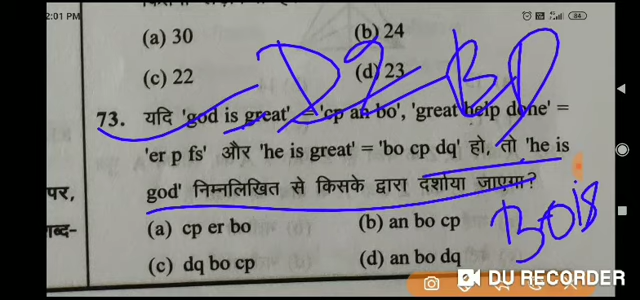 2:01 PM
84
(a) 30
(b) 24
(c) 22
(d) 23
73. यदि 'god is great' = 'cp an bo', 'great help done' =
'er p fs' और 'he is great' = 'bo cp dq' हो, तो 'he is
god' निम्नलिखित से किसके द्वारा दर्शाया जाएगा?
(a) cp er bo
(b) an bo cp
(c) dq bo cp
(d) an bo dq
पर,
ब्द-
DU RECORDER